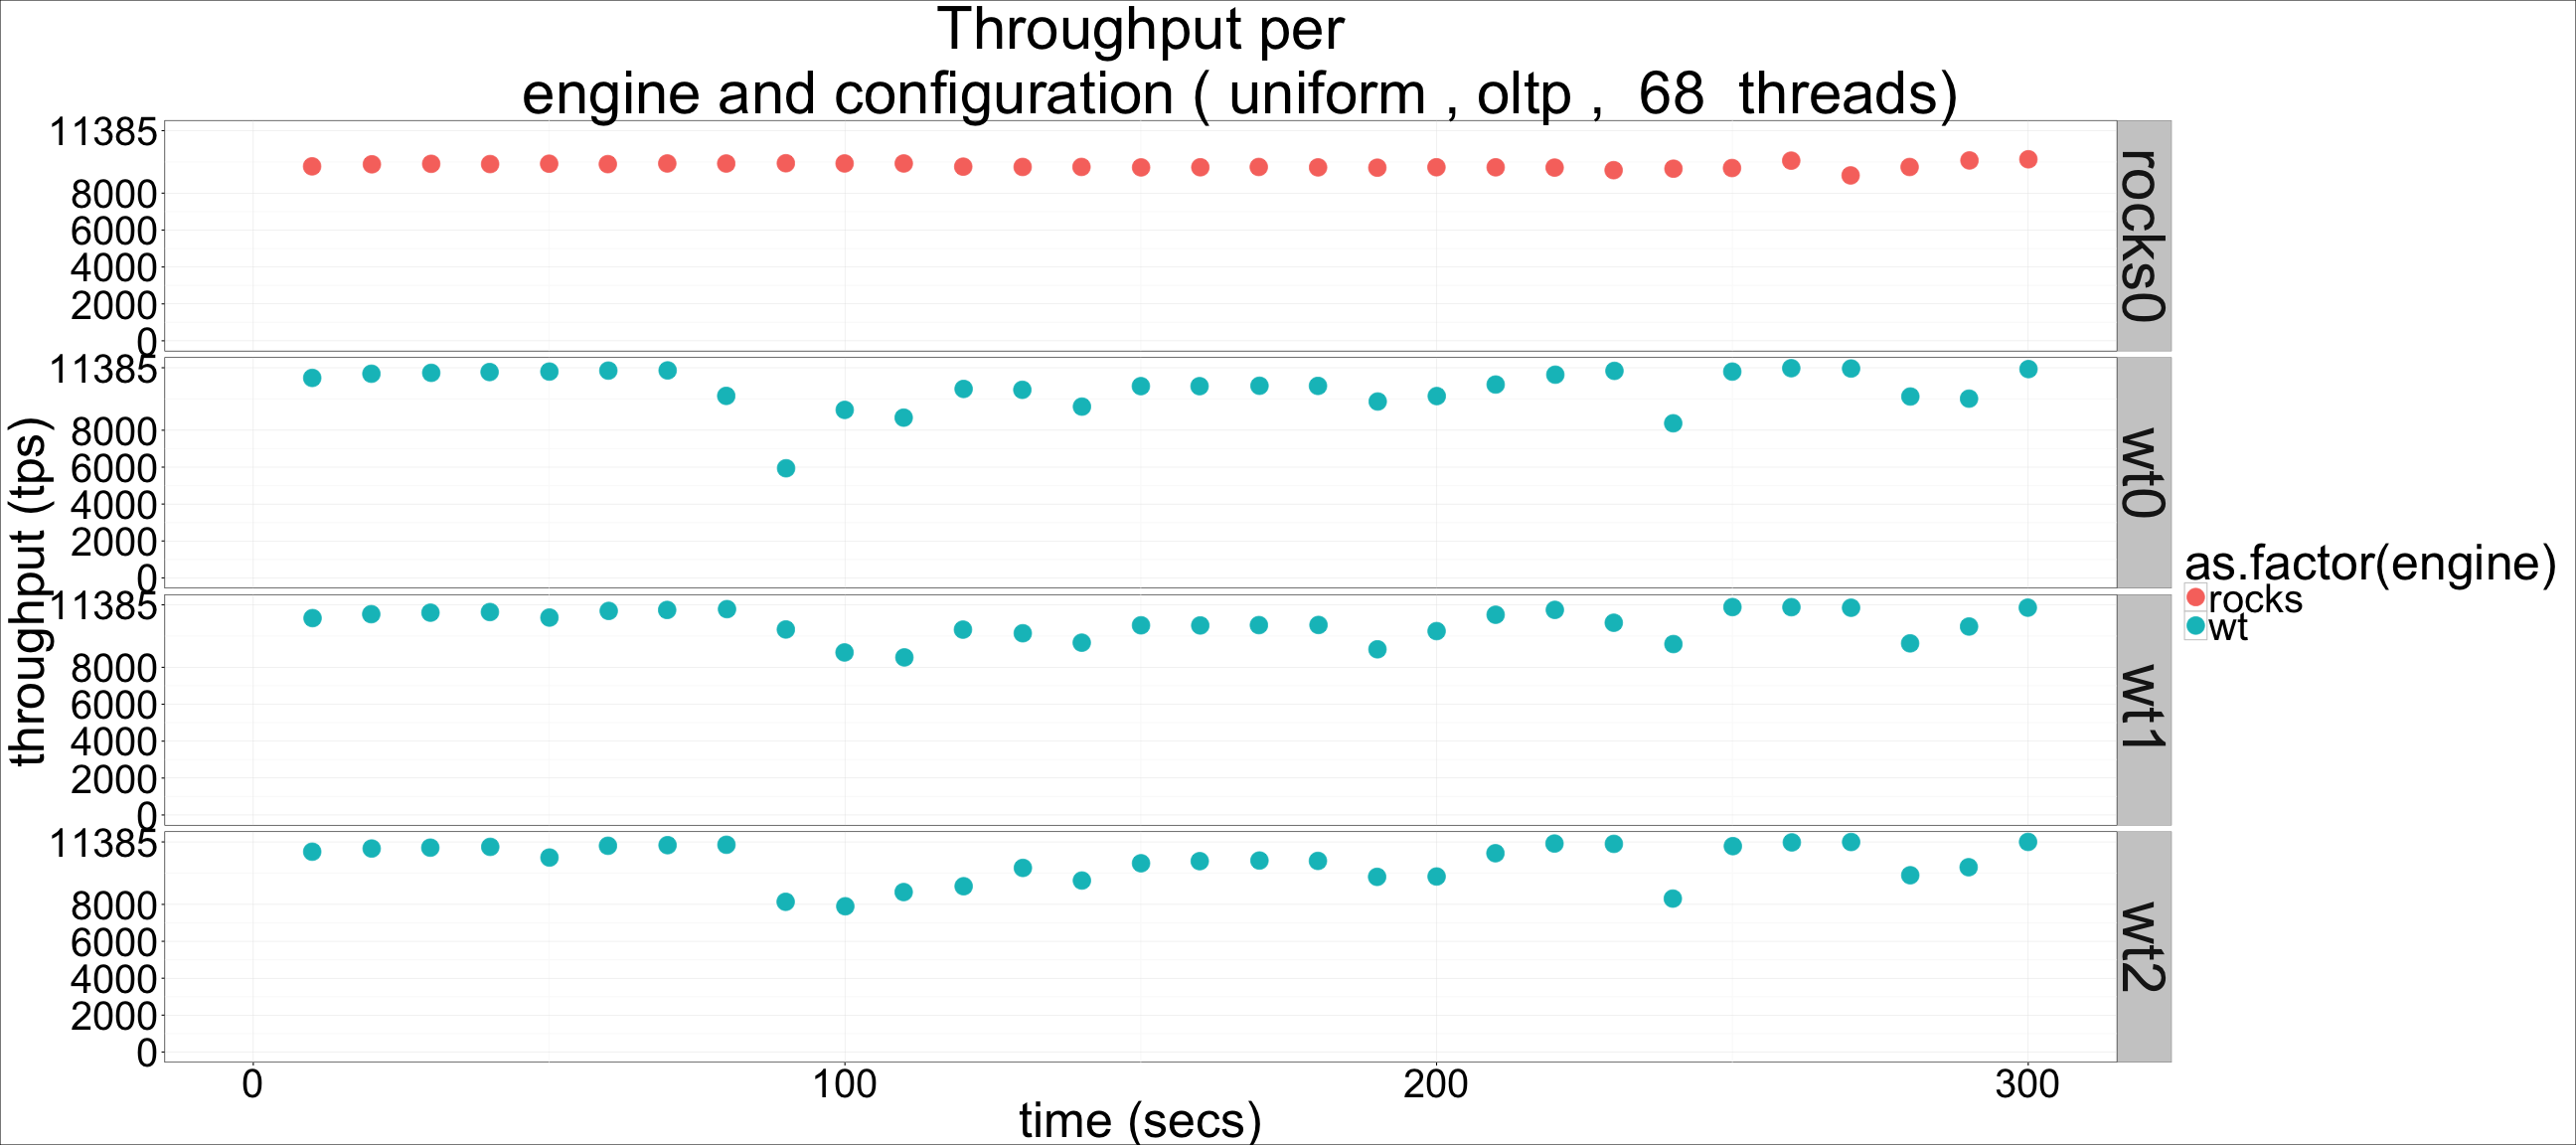 Throughput per
engine and configuration ( uniform , oltp ,  68  threads)
throughput (tps)
11385
8000
6000
4000
2000
0
rocks0
11385
8000
6000
4000
2000
0
wt0
11385
8000
6000
4000
2000
0
wt1
11385
8000
6000
4000
2000
0
wt2
0 100 200 300
time (secs)
as.factor(engine)
rocks
wt